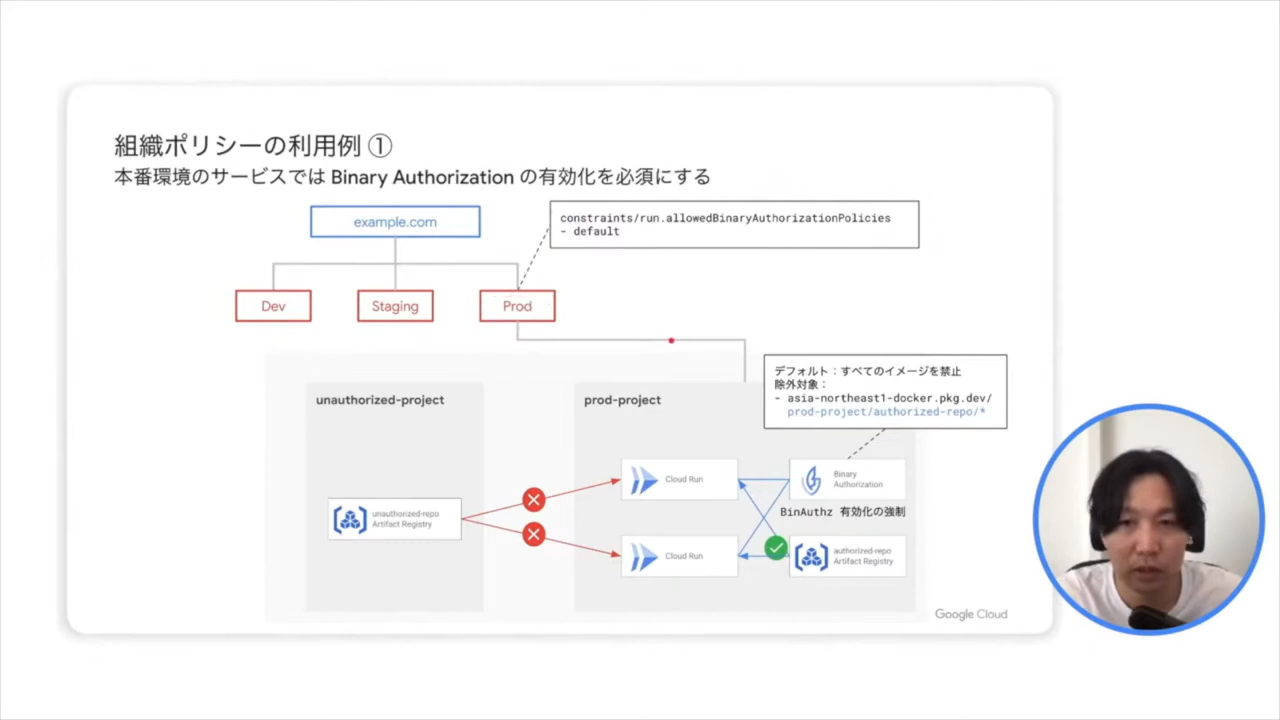 組織ポリシーの利用例 ①
本番環境のサービスでは Binary Authorization の有効化を必須にする
example.com
constraints/run.allowedBinaryAuthorizationPolicies
- default
Dev
Staging
Prod
デフォルト：すべてのイメージを禁止
除外対象：
- asia-northeast1-docker.pkg.dev/
prod-project/authorized-repo/*
unauthorized-project
prod-project
Cloud Run
Binary
Authorization
BinAuthz 有効化の強制
unauthorized-repo
Artifact Registry
Cloud Run
authorized-repo
Artifact Registry
Google Cloud